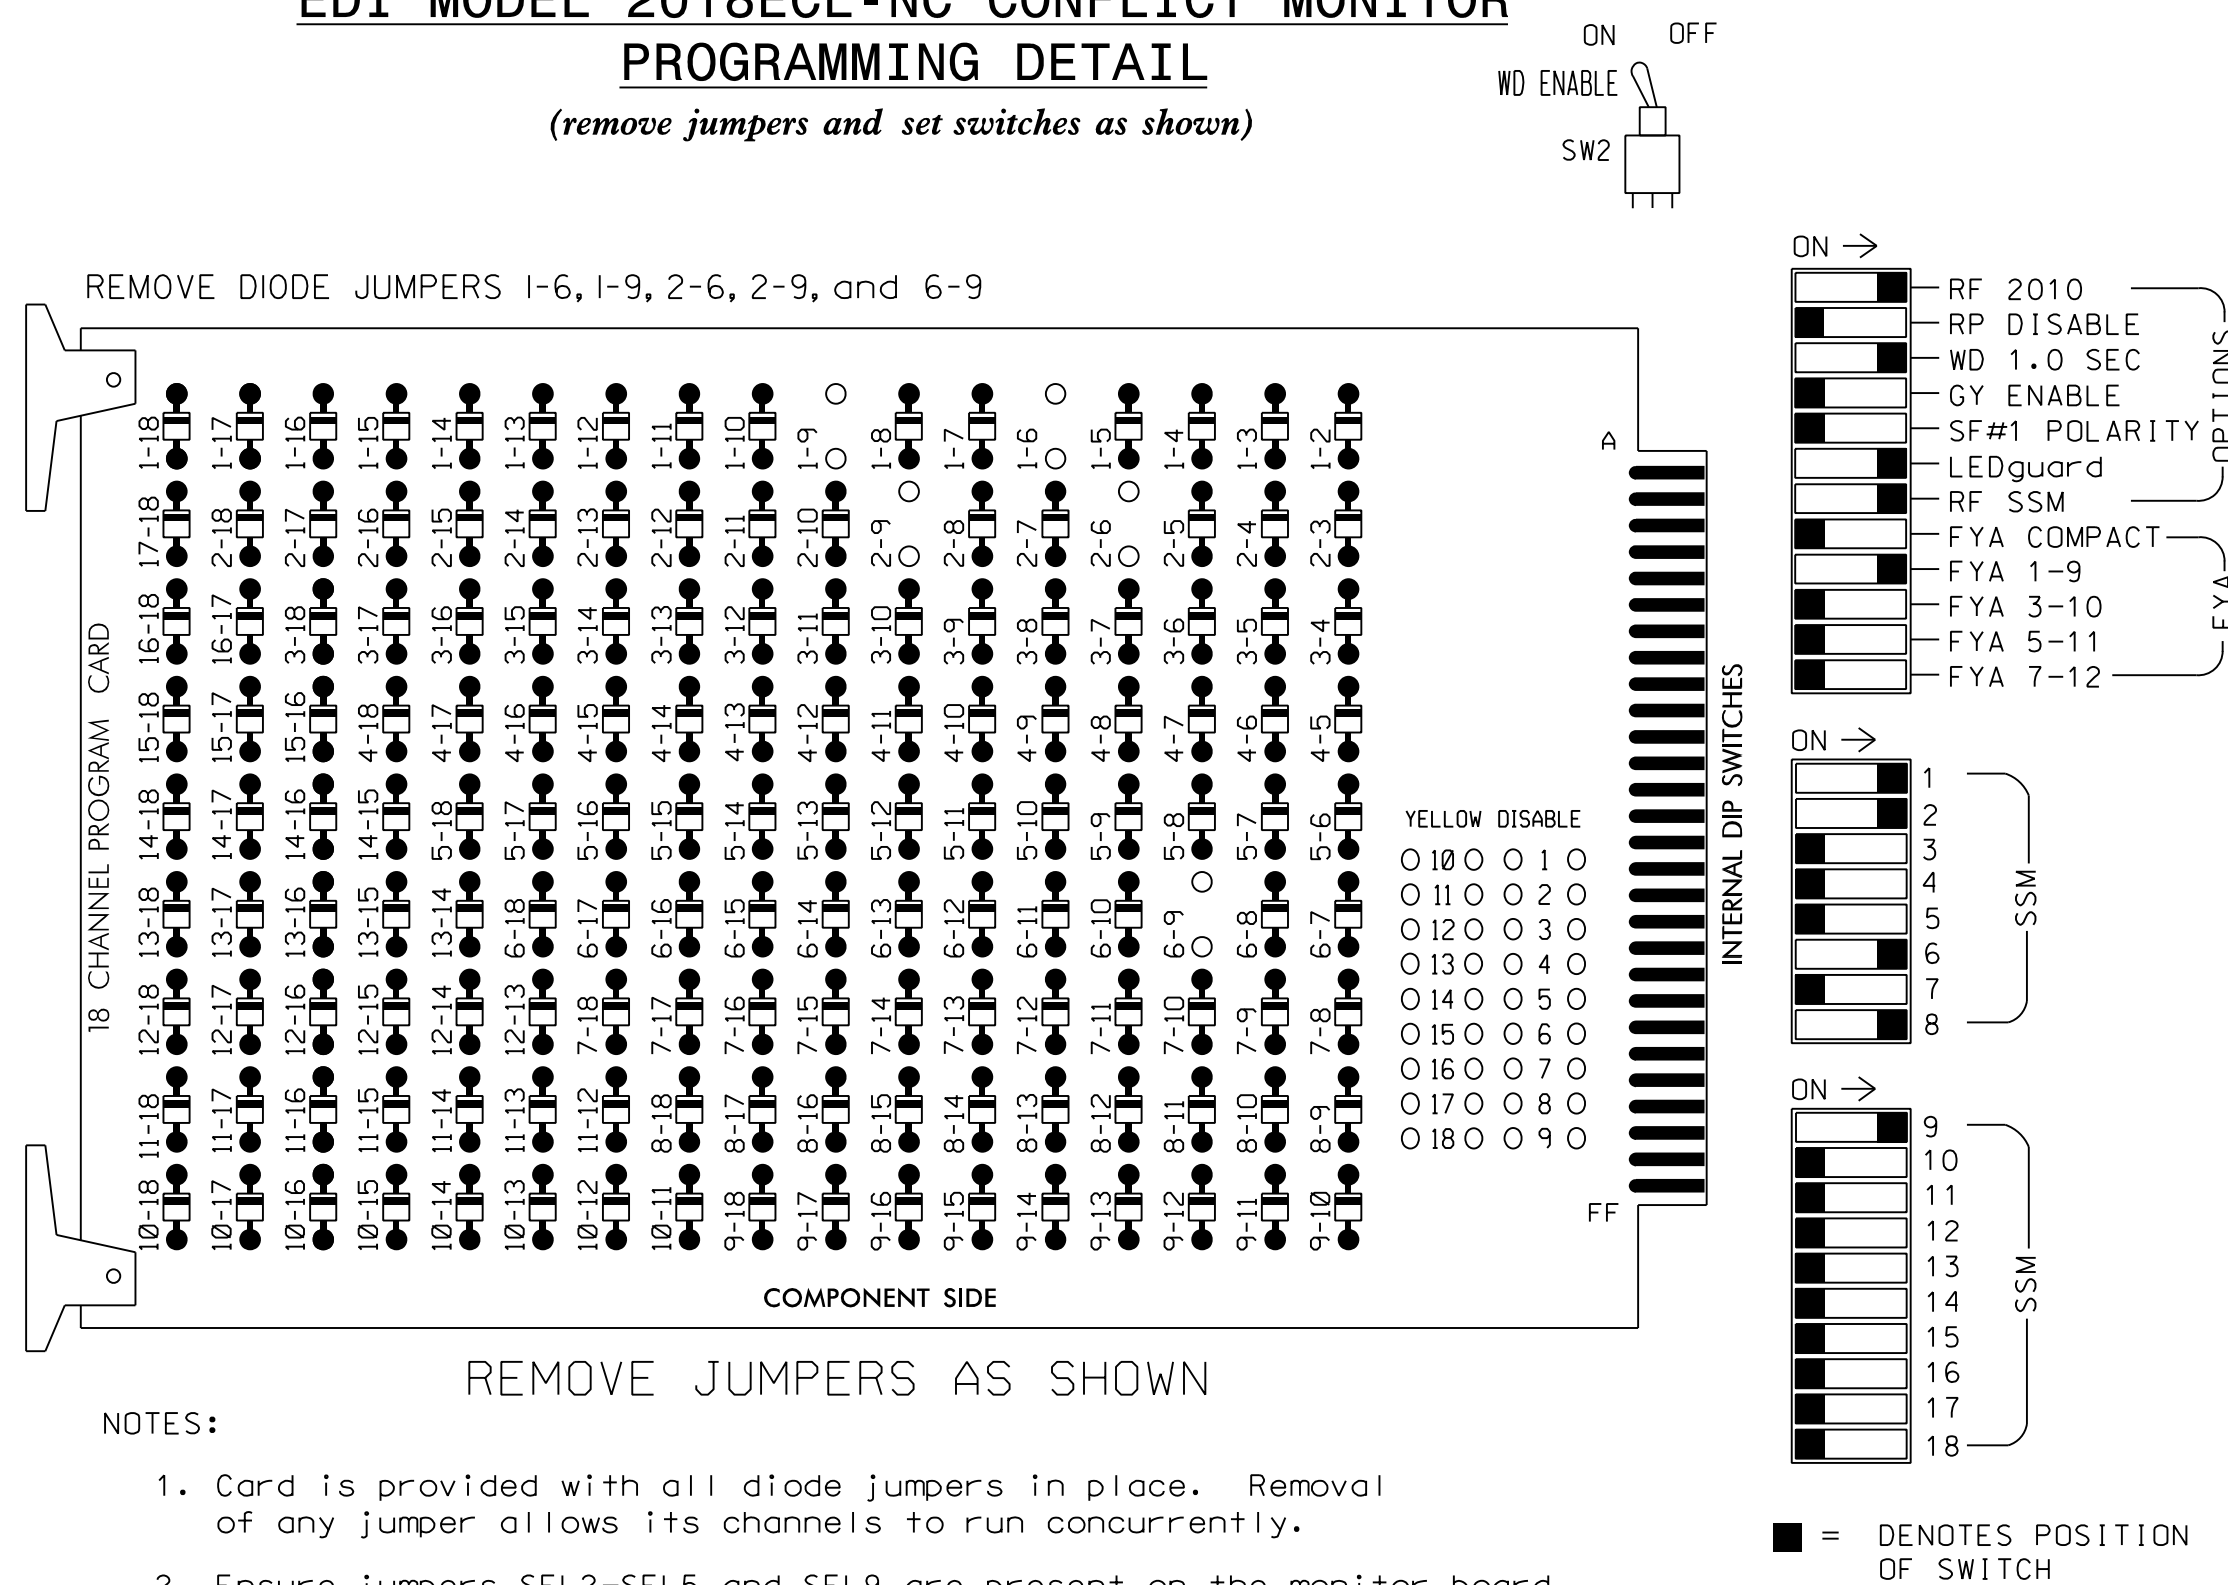 EDI MODEL 2018ECL-NC CONFLICT MONITOR
PROGRAMMING DETAIL
(remove jumpers and set switches as shown)
ON OFF
WD ENABLE
SW2
REMOVE DIODE JUMPERS 1-6, 1-9, 2-6, 2-9, and 6-9
18 CHANNEL PROGRAM CARD
1-18 1-17 1-16 1-15 1-14 1-13 1-12 1-11 1-10 1-9 1-8 1-7 1-6 1-5 1-4 1-3 1-2
17-18 2-18 2-17 2-16 2-15 2-14 2-13 2-12 2-11 2-10 2-9 2-8 2-7 2-6 2-5 2-4 2-3
16-18 16-17 3-18 3-17 3-16 3-15 3-14 3-13 3-12 3-11 3-10 3-9 3-8 3-7 3-6 3-5 3-4
15-18 15-17 15-16 4-18 4-17 4-16 4-15 4-14 4-13 4-12 4-11 4-10 4-9 4-8 4-7 4-6 4-5
14-18 14-17 14-16 14-15 5-18 5-17 5-16 5-15 5-14 5-13 5-12 5-11 5-10 5-9 5-8 5-7 5-6
13-18 13-17 13-16 13-15 13-14 6-18 6-17 6-16 6-15 6-14 6-13 6-12 6-11 6-10 6-9 6-8 6-7
12-18 12-17 12-16 12-15 12-14 12-13 7-18 7-17 7-16 7-15 7-14 7-13 7-12 7-11 7-10 7-9 7-8
11-18 11-17 11-16 11-15 11-14 11-13 11-12 8-18 8-17 8-16 8-15 8-14 8-13 8-12 8-11 8-10 8-9
10-18 10-17 10-16 10-15 10-14 10-13 10-12 10-11 9-18 9-17 9-16 9-15 9-14 9-13 9-12 9-11 9-10
A
YELLOW DISABLE
10 1
11 2
12 3
13 4
14 5
15 6
16 7
17 8
18 9
FF
COMPONENT SIDE
INTERNAL DIP SWITCHES
ON
RF 2010
RP DISABLE
WD 1.0 SEC
GY ENABLE
SF#1 POLARITY
LEDguard
RF SSM
OPTIONS
FYA COMPACT
FYA 1-9
FYA 3-10
FYA 5-11
FYA 7-12
FYA
ON
1
2
3
4
5
6
7
8
SSM
ON
9
10
11
12
13
14
15
16
17
18
SSM
= DENOTES POSITION
OF SWITCH
REMOVE JUMPERS AS SHOWN
NOTES:
1. Card is provided with all diode jumpers in place. Removal
of any jumper allows its channels to run concurrently.
2. Ensure jumpers SEL2-SEL5 and SEL9 are present on the monitor board.